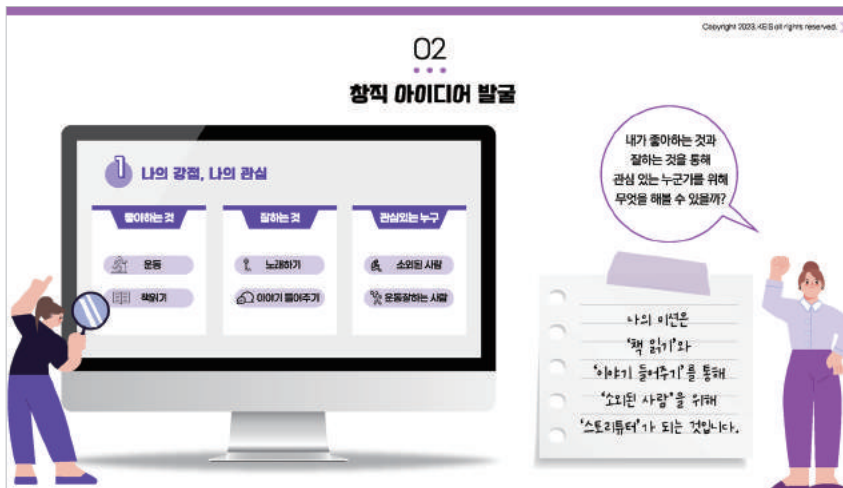 Copyright 2023. KEIS all rights reserved.
02
창직 아이디어 발굴
1 나의 강점, 나의 관심
좋아하는 것 잘하는 것 관심있는 누구
운동 노래하기 소외된 사람
책읽기 이야기 들어주기 운동잘하는 사람
내가 좋아하는 것과
잘하는 것을 통해
관심 있는 누군가를 위해
무엇을 해볼 수 있을까?
나의 미션은
'책 읽기'와
'이야기 들어주기'를 통해
'소외된 사람'을 위해
'스토리튜터'가 되는 것입니다.